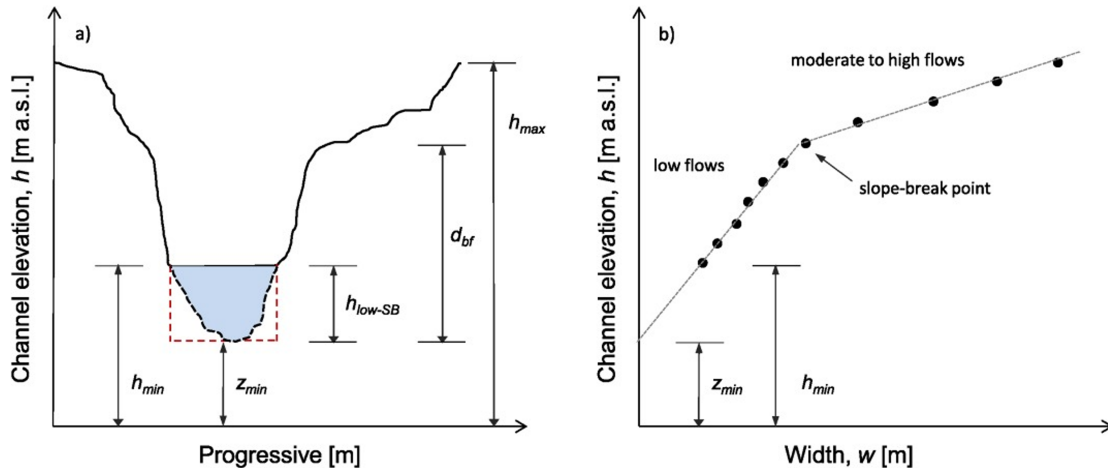 a)
Channel elevation, h [m a.s.l.]
h_max
d_bf
h_low-SB
h_min
z_min
Progressive [m]
b)
Channel elevation, h [m a.s.l.]
moderate to high flows
low flows
slope-break point
z_min
h_min
Width, w [m]